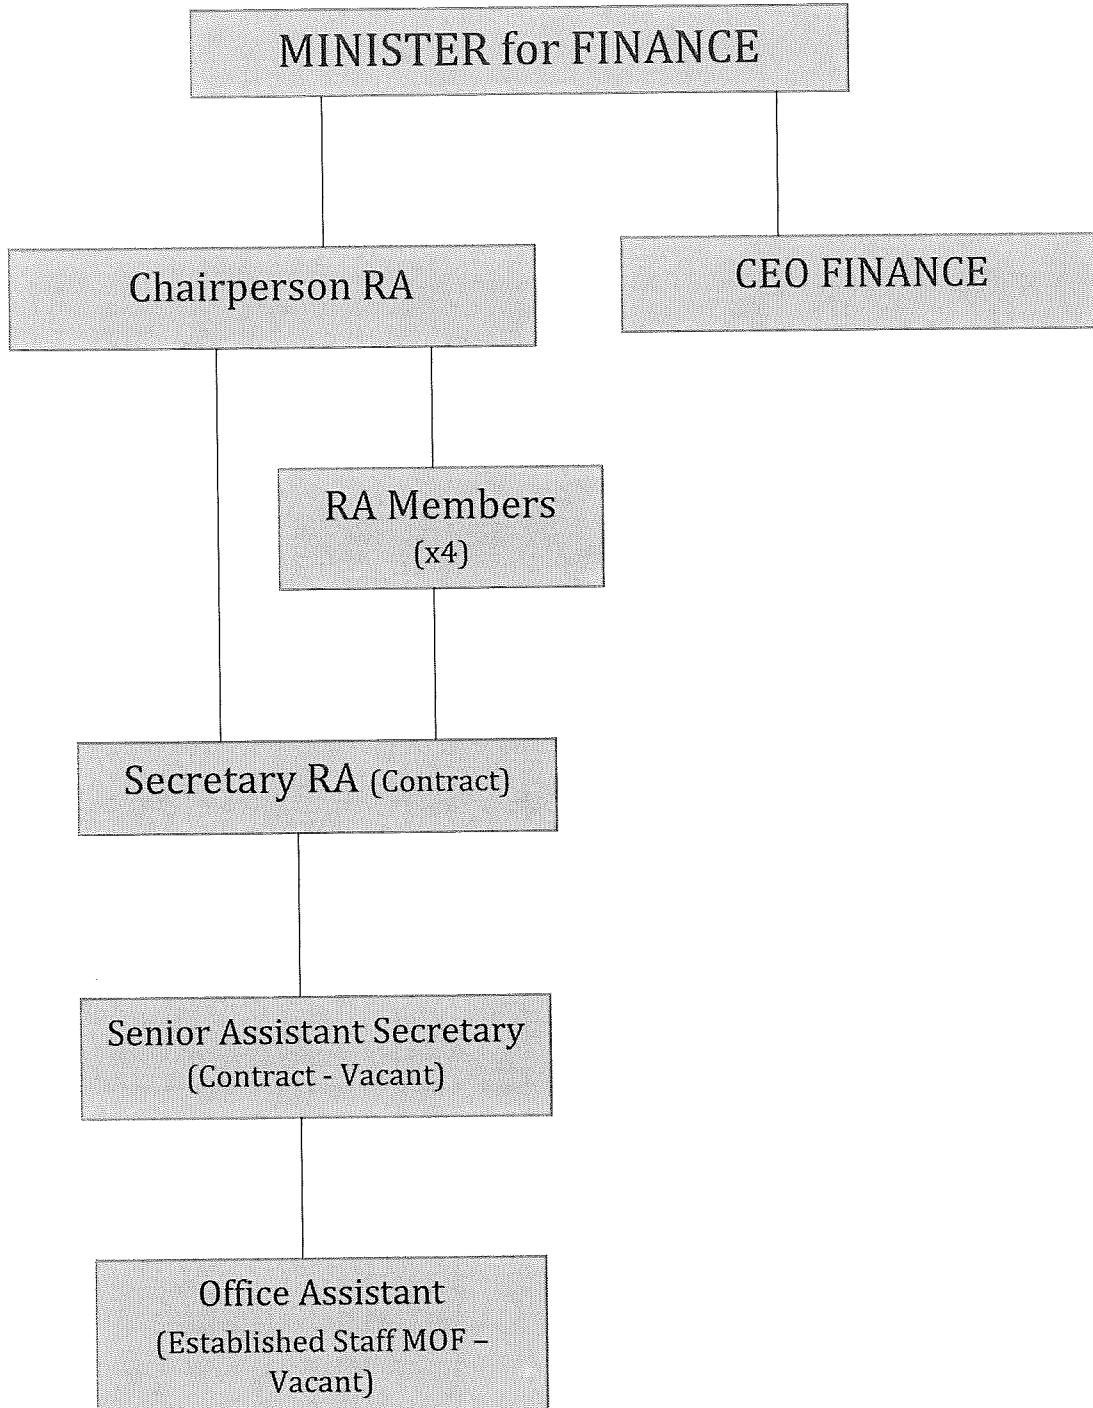 MINISTER for FINANCE
Chairperson RA
CEO FINANCE
RA Members
(x4)
Secretary RA (Contract)
Senior Assistant Secretary
(Contract - Vacant)
Office Assistant
(Established Staff MOF –
Vacant)